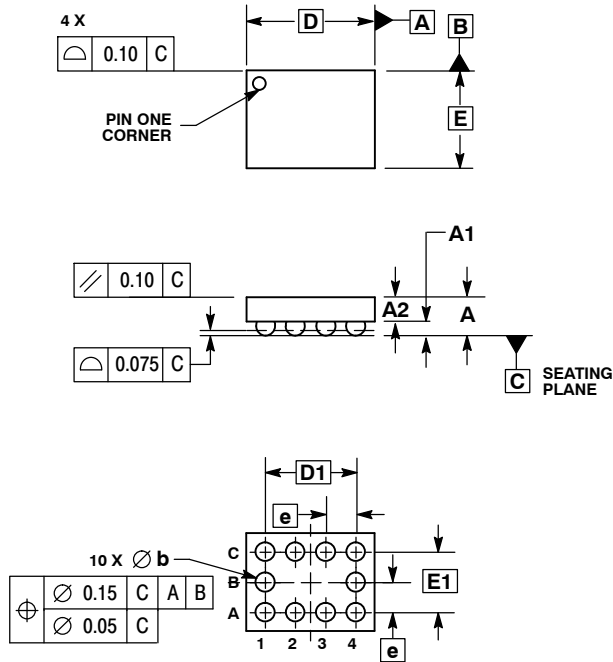 4 X
⌓ 0.10 C
D
A
B
PIN ONE
CORNER
E
A1
// 0.10 C
A2
A
⌓ 0.075 C
C
SEATING
PLANE
D1
e
10 X ∅ b
C
B
A
E1
⌖ ∅ 0.15 C A B
∅ 0.05 C
1 2 3 4
e